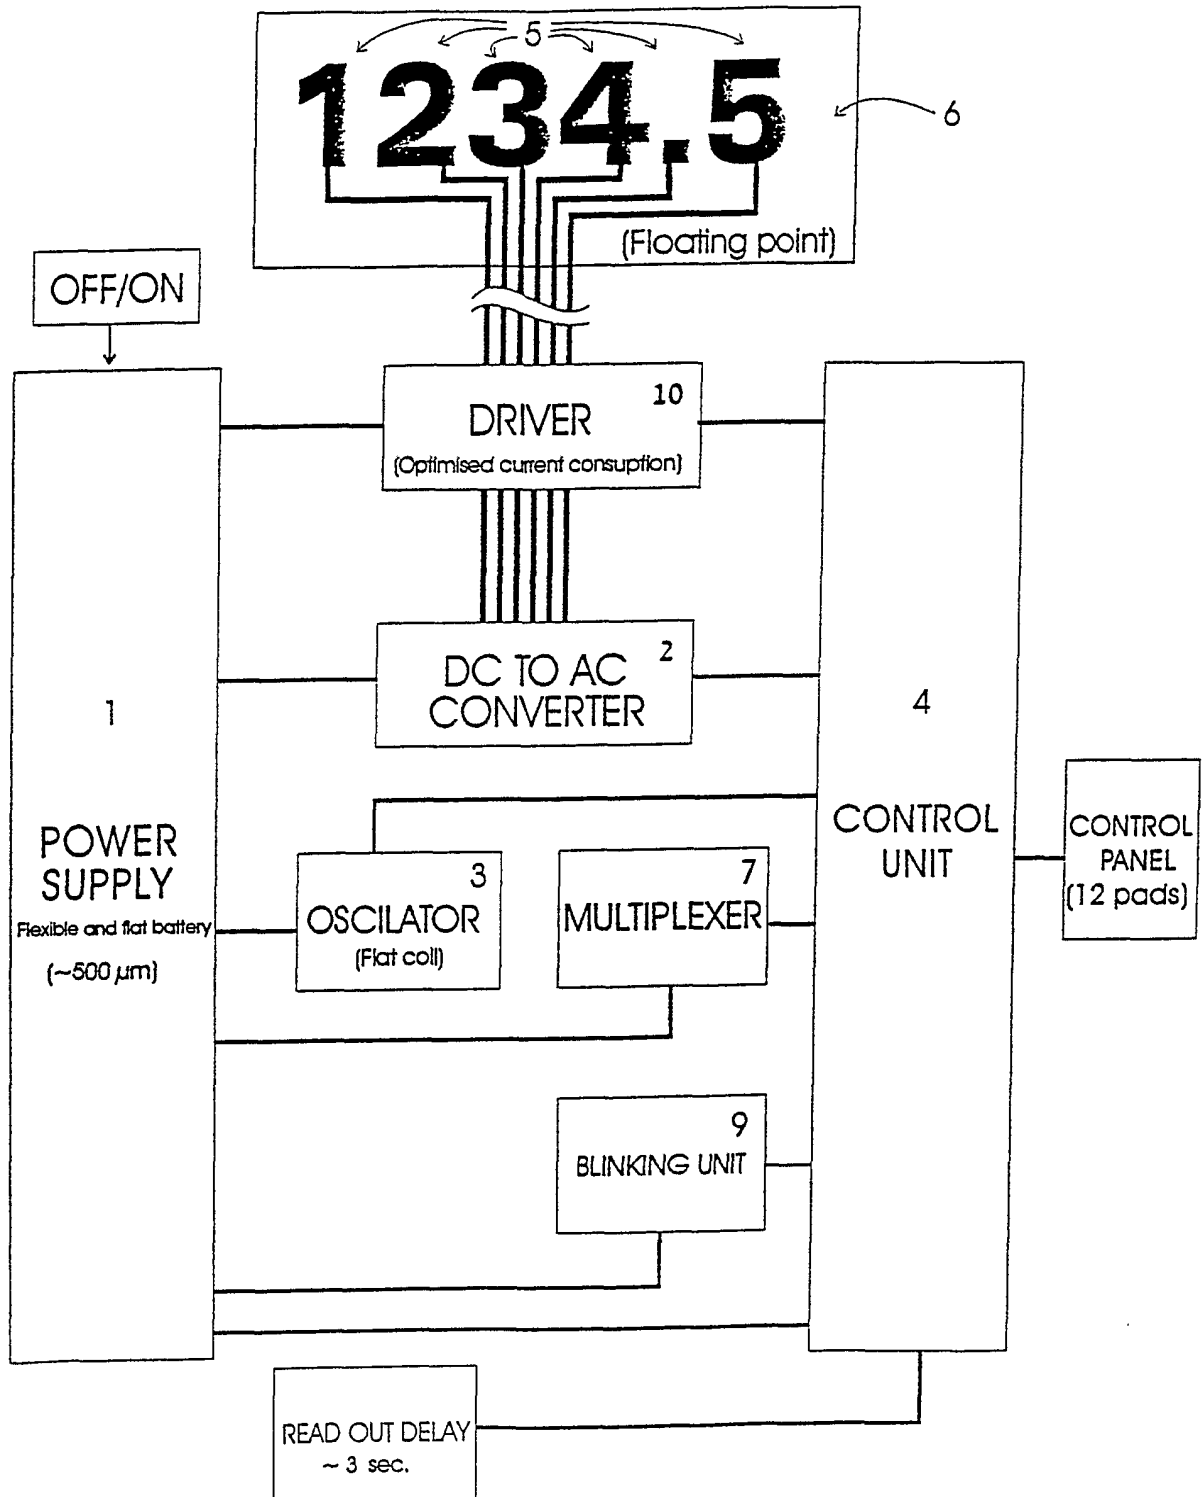 5
1234.5
6
(Floating point)
OFF/ON
10
DRIVER
(Optimised current consuption)
2
DC TO AC
CONVERTER
1
POWER
SUPPLY
Flexible and flat battery
(~500 µm)
3
OSCILATOR
(Flat coil)
7
MULTIPLEXER
4
CONTROL
UNIT
CONTROL
PANEL
(12 pads)
9
BLINKING UNIT
READ OUT DELAY
~ 3 sec.